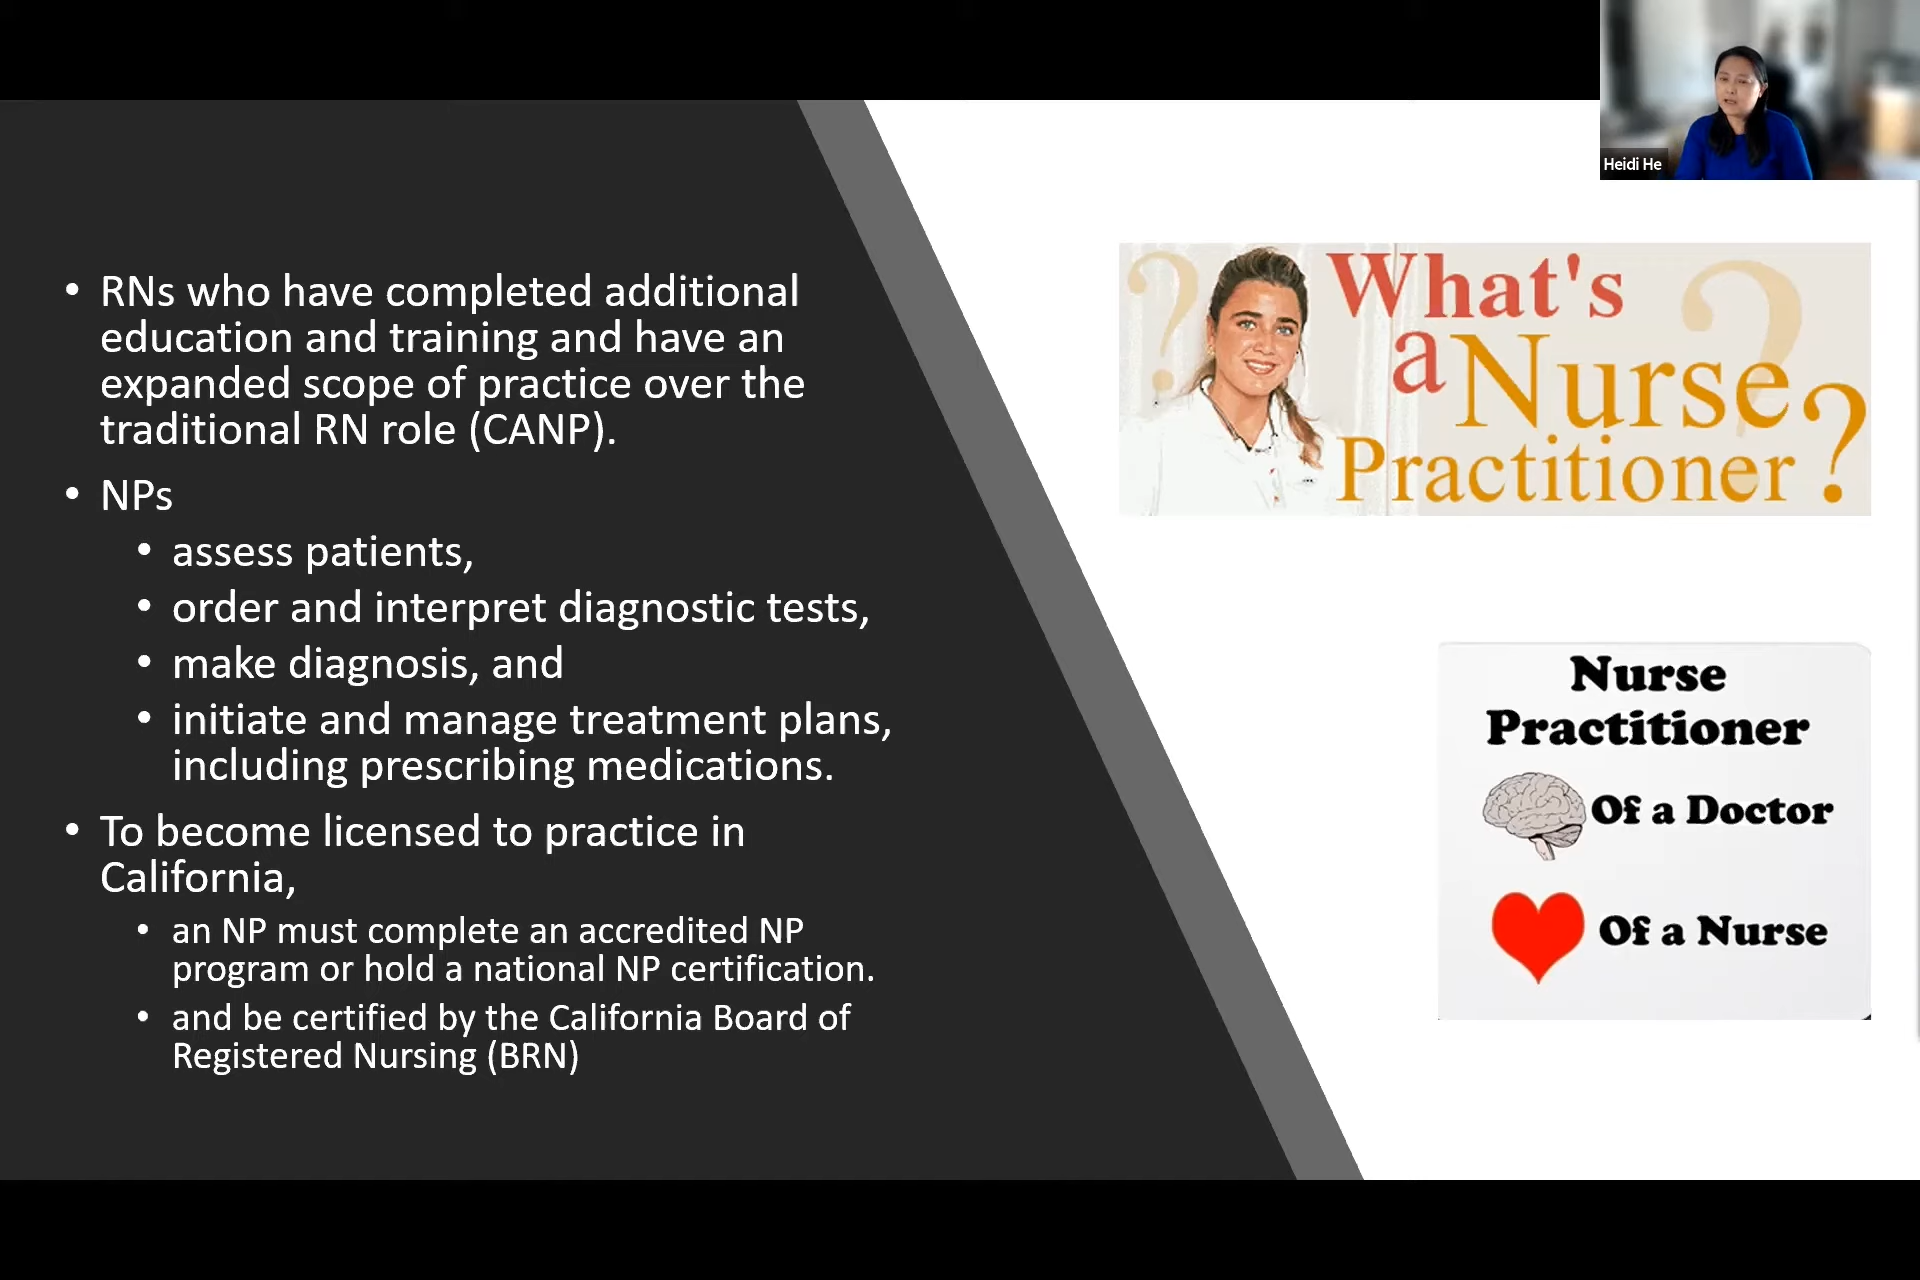 Heidi He
• RNs who have completed additional
education and training and have an
expanded scope of practice over the
traditional RN role (CANP).
• NPs
• assess patients,
• order and interpret diagnostic tests,
• make diagnosis, and
• initiate and manage treatment plans,
including prescribing medications.
• To become licensed to practice in
California,
• an NP must complete an accredited NP
program or hold a national NP certification.
• and be certified by the California Board of
Registered Nursing (BRN)
? What's
a Nurse ?
Practitioner ?
Nurse
Practitioner
Of a Doctor
Of a Nurse